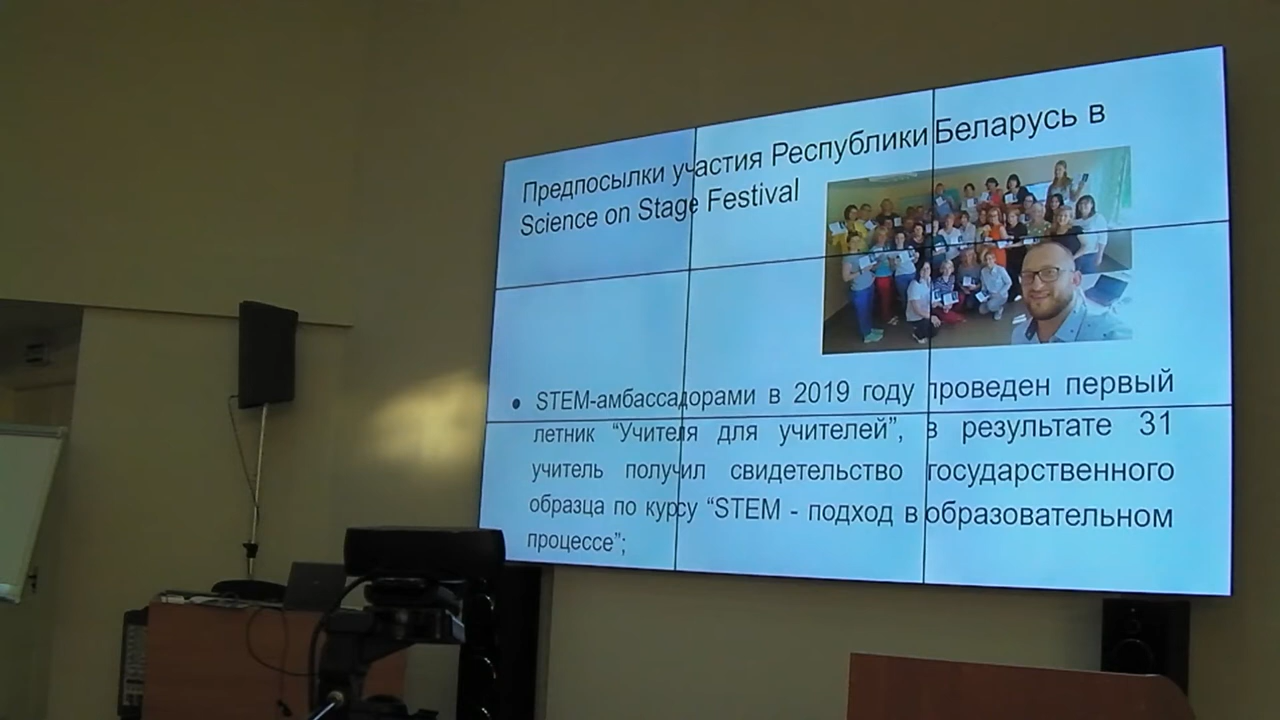 Предпосылки участия Республики Беларусь в
Science on Stage Festival
● STEM-амбассадорами в 2019 году проведен первый
летник “Учителя для учителей”, в результате 31
учитель получил свидетельство государственного
образца по курсу “STEM - подход в образовательном
процессе”;